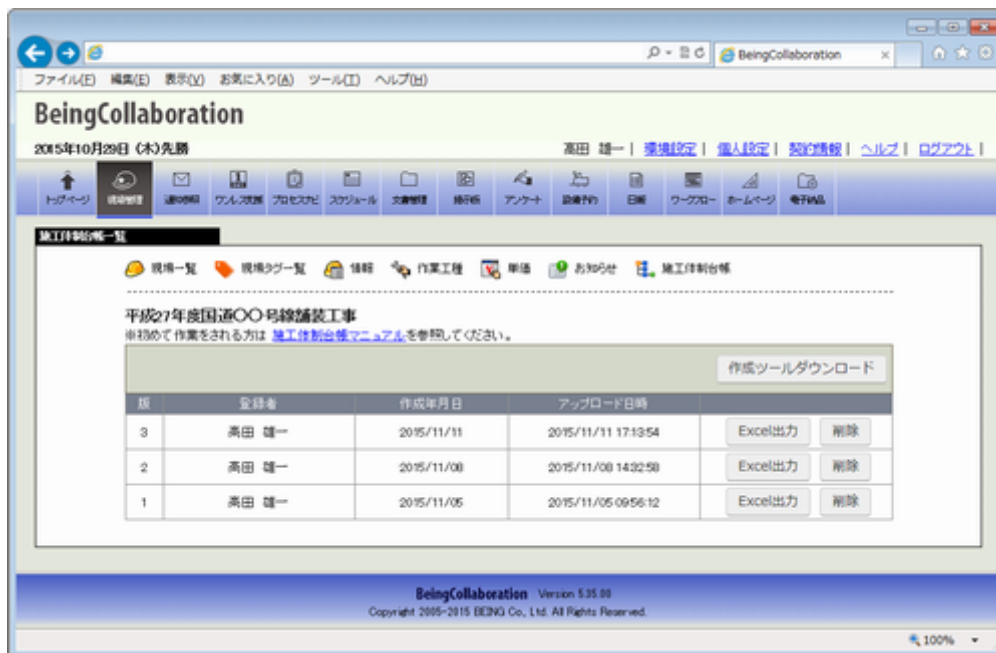 BeingCollaboration
ファイル(F) 編集(E) 表示(V) お気に入り(A) ツール(T) ヘルプ(H)
BeingCollaboration
2015年10月29日 (木)先勝
高田 雄一 | 環境設定 | 個人設定 | 契約情報 | ヘルプ | ログアウト |
トップページ 現場管理 ワンレス スケジュール 文書管理 掲示板 アンケート 設備予約 日報 ワークフロー ホームページ 電子納品
施工体制台帳一覧
現場一覧 現場タグ一覧 情報 作業工種 単価 お知らせ 施工体制台帳
平成27年度国道〇〇号線舗装工事
※初めて作業をされる方は 施工体制台帳マニュアルを参照してください。
作成ツールダウンロード
版 登録者 作成年月日 アップロード日時
3 高田 雄一 2015/11/11 2015/11/11 17:13:54 Excel出力 削除
2 高田 雄一 2015/11/08 2015/11/08 14:32:58 Excel出力 削除
1 高田 雄一 2015/11/05 2015/11/05 09:56:12 Excel出力 削除
BeingCollaboration Version 5.35.00
Copyright 2005-2015 BEING Co., Ltd. All Rights Reserved.
100%